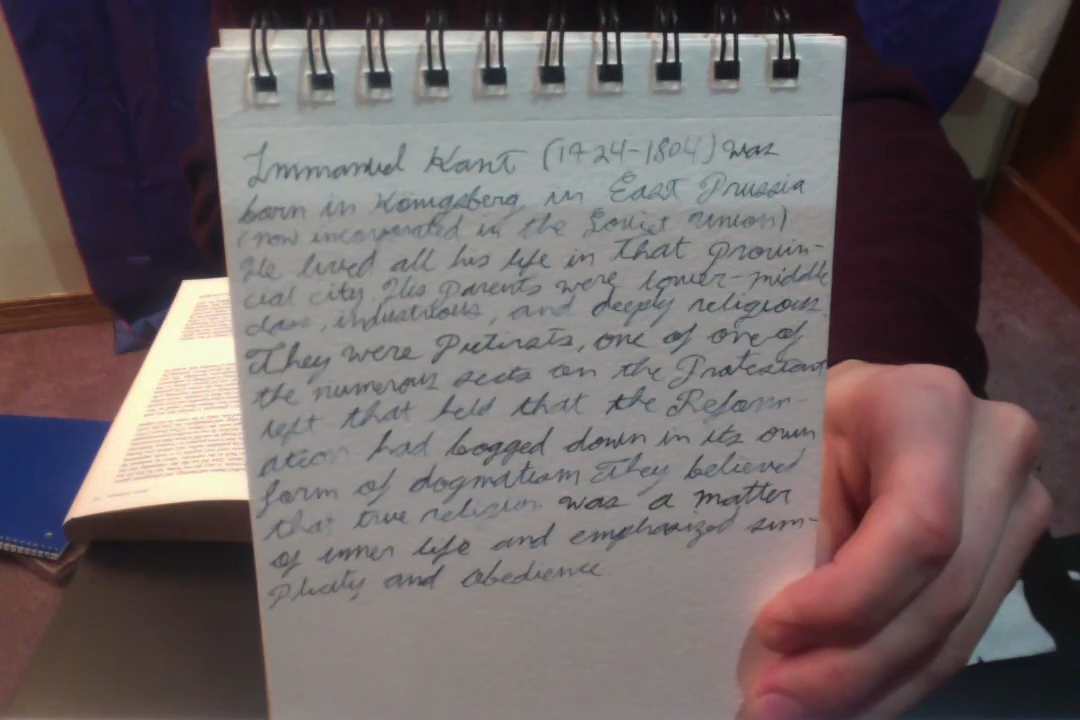 Immanuel Kant (1724-1804) was
born in Königsberg in East Prussia
(now incorporated in the Soviet Union)
He lived all his life in that provin-
cial city. His parents were lower-middle
class, industrious, and deeply religious
They were Pietists, one of one of
the numerous sects on the Protestant
left that held that the Reform-
ation had bogged down in its own
form of dogmatism They believed
that true religion was a matter
of inner life and emphasized sim-
plicity and obedience.